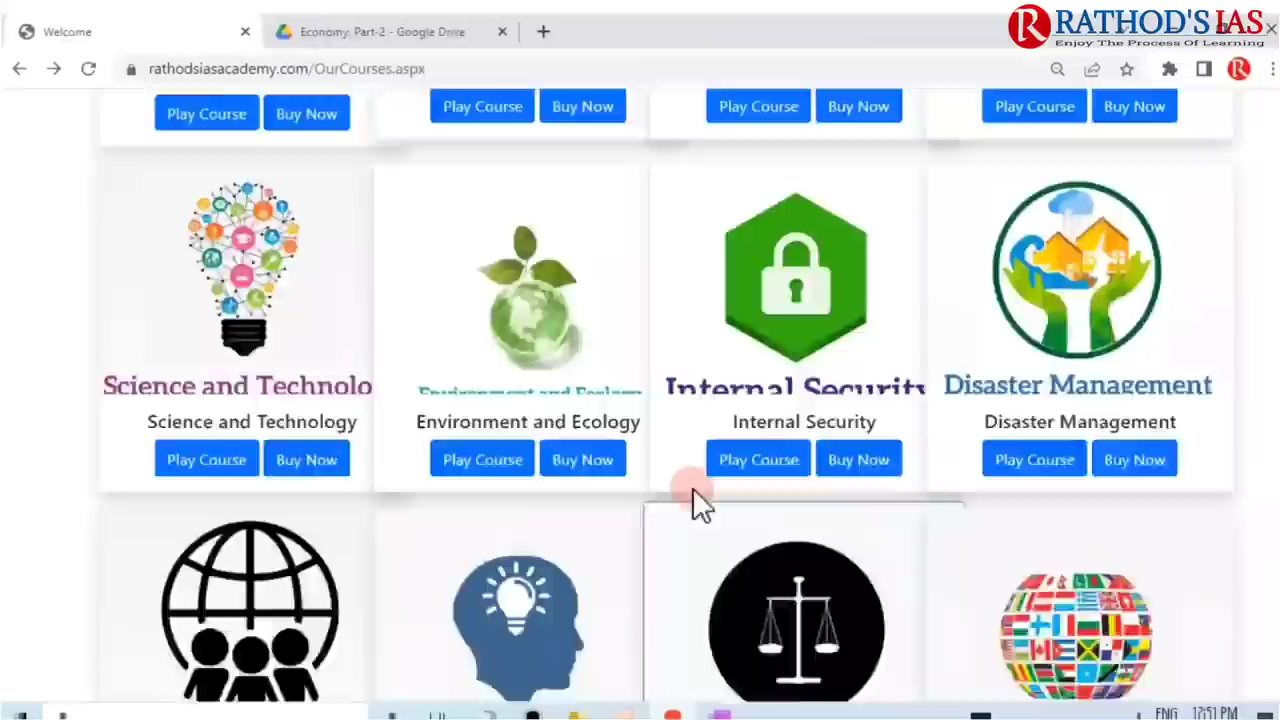 Welcome
Economy, Part-2 - Google Drive
RATHOD'S IAS
Enjoy The Process Of Learning
rathodsiasacademy.com/OurCourses.aspx
Play Course Buy Now Play Course Buy Now Play Course Buy Now Play Course Buy Now
Science and Technolo
Environment and Ecology
Internal Security
Disaster Management
Science and Technology
Environment and Ecology
Internal Security
Disaster Management
Play Course Buy Now Play Course Buy Now Play Course Buy Now Play Course Buy Now
ENG 12:51 PM